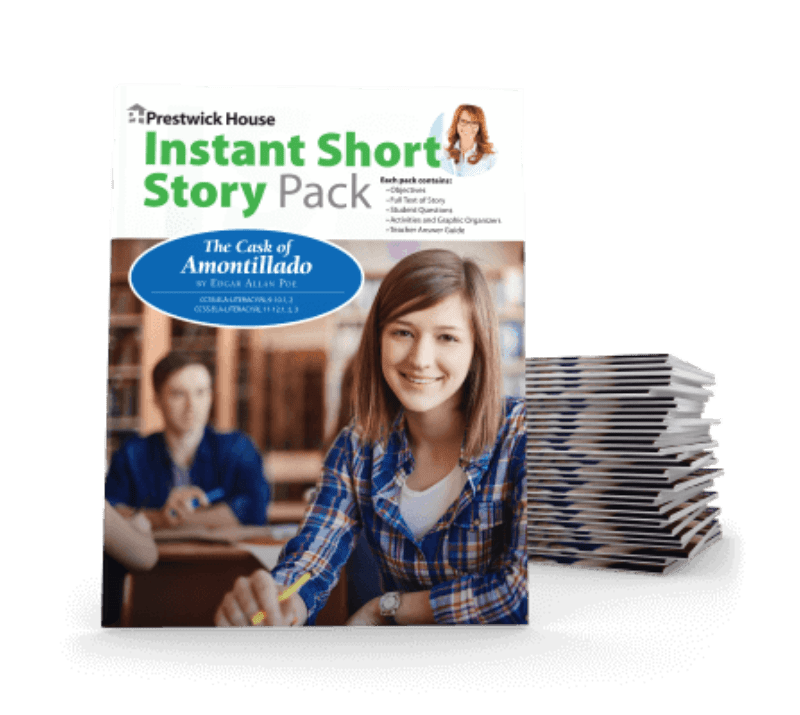 PH Prestwick House
Instant Short
Story Pack
Each pack contains:
–Objectives
–Full Text of Story
–Student Questions
–Activities and Graphic Organizers
–Teacher Answer Guide
The Cask of
Amontillado
BY EDGAR ALLAN POE